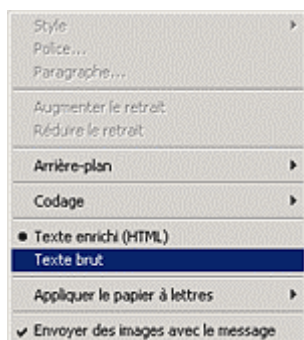 Style
Police...
Paragraphe...
Augmenter le retrait
Réduire le retrait
Arrière-plan
Codage
Texte enrichi (HTML)
Texte brut
Appliquer le papier à lettres
Envoyer des images avec le message